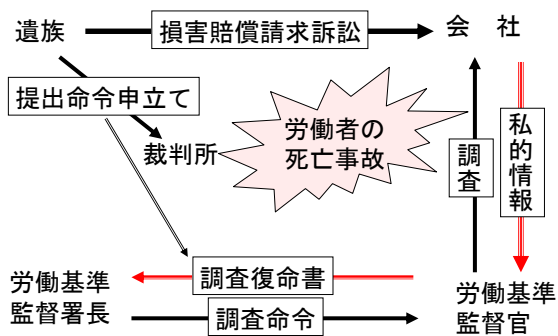 遺族
損害賠償請求訴訟
会　社
提出命令申立て
裁判所
労働者の
死亡事故
調査
私的情報
調査復命書
労働基準
監督署長
調査命令
労働基準
監督官